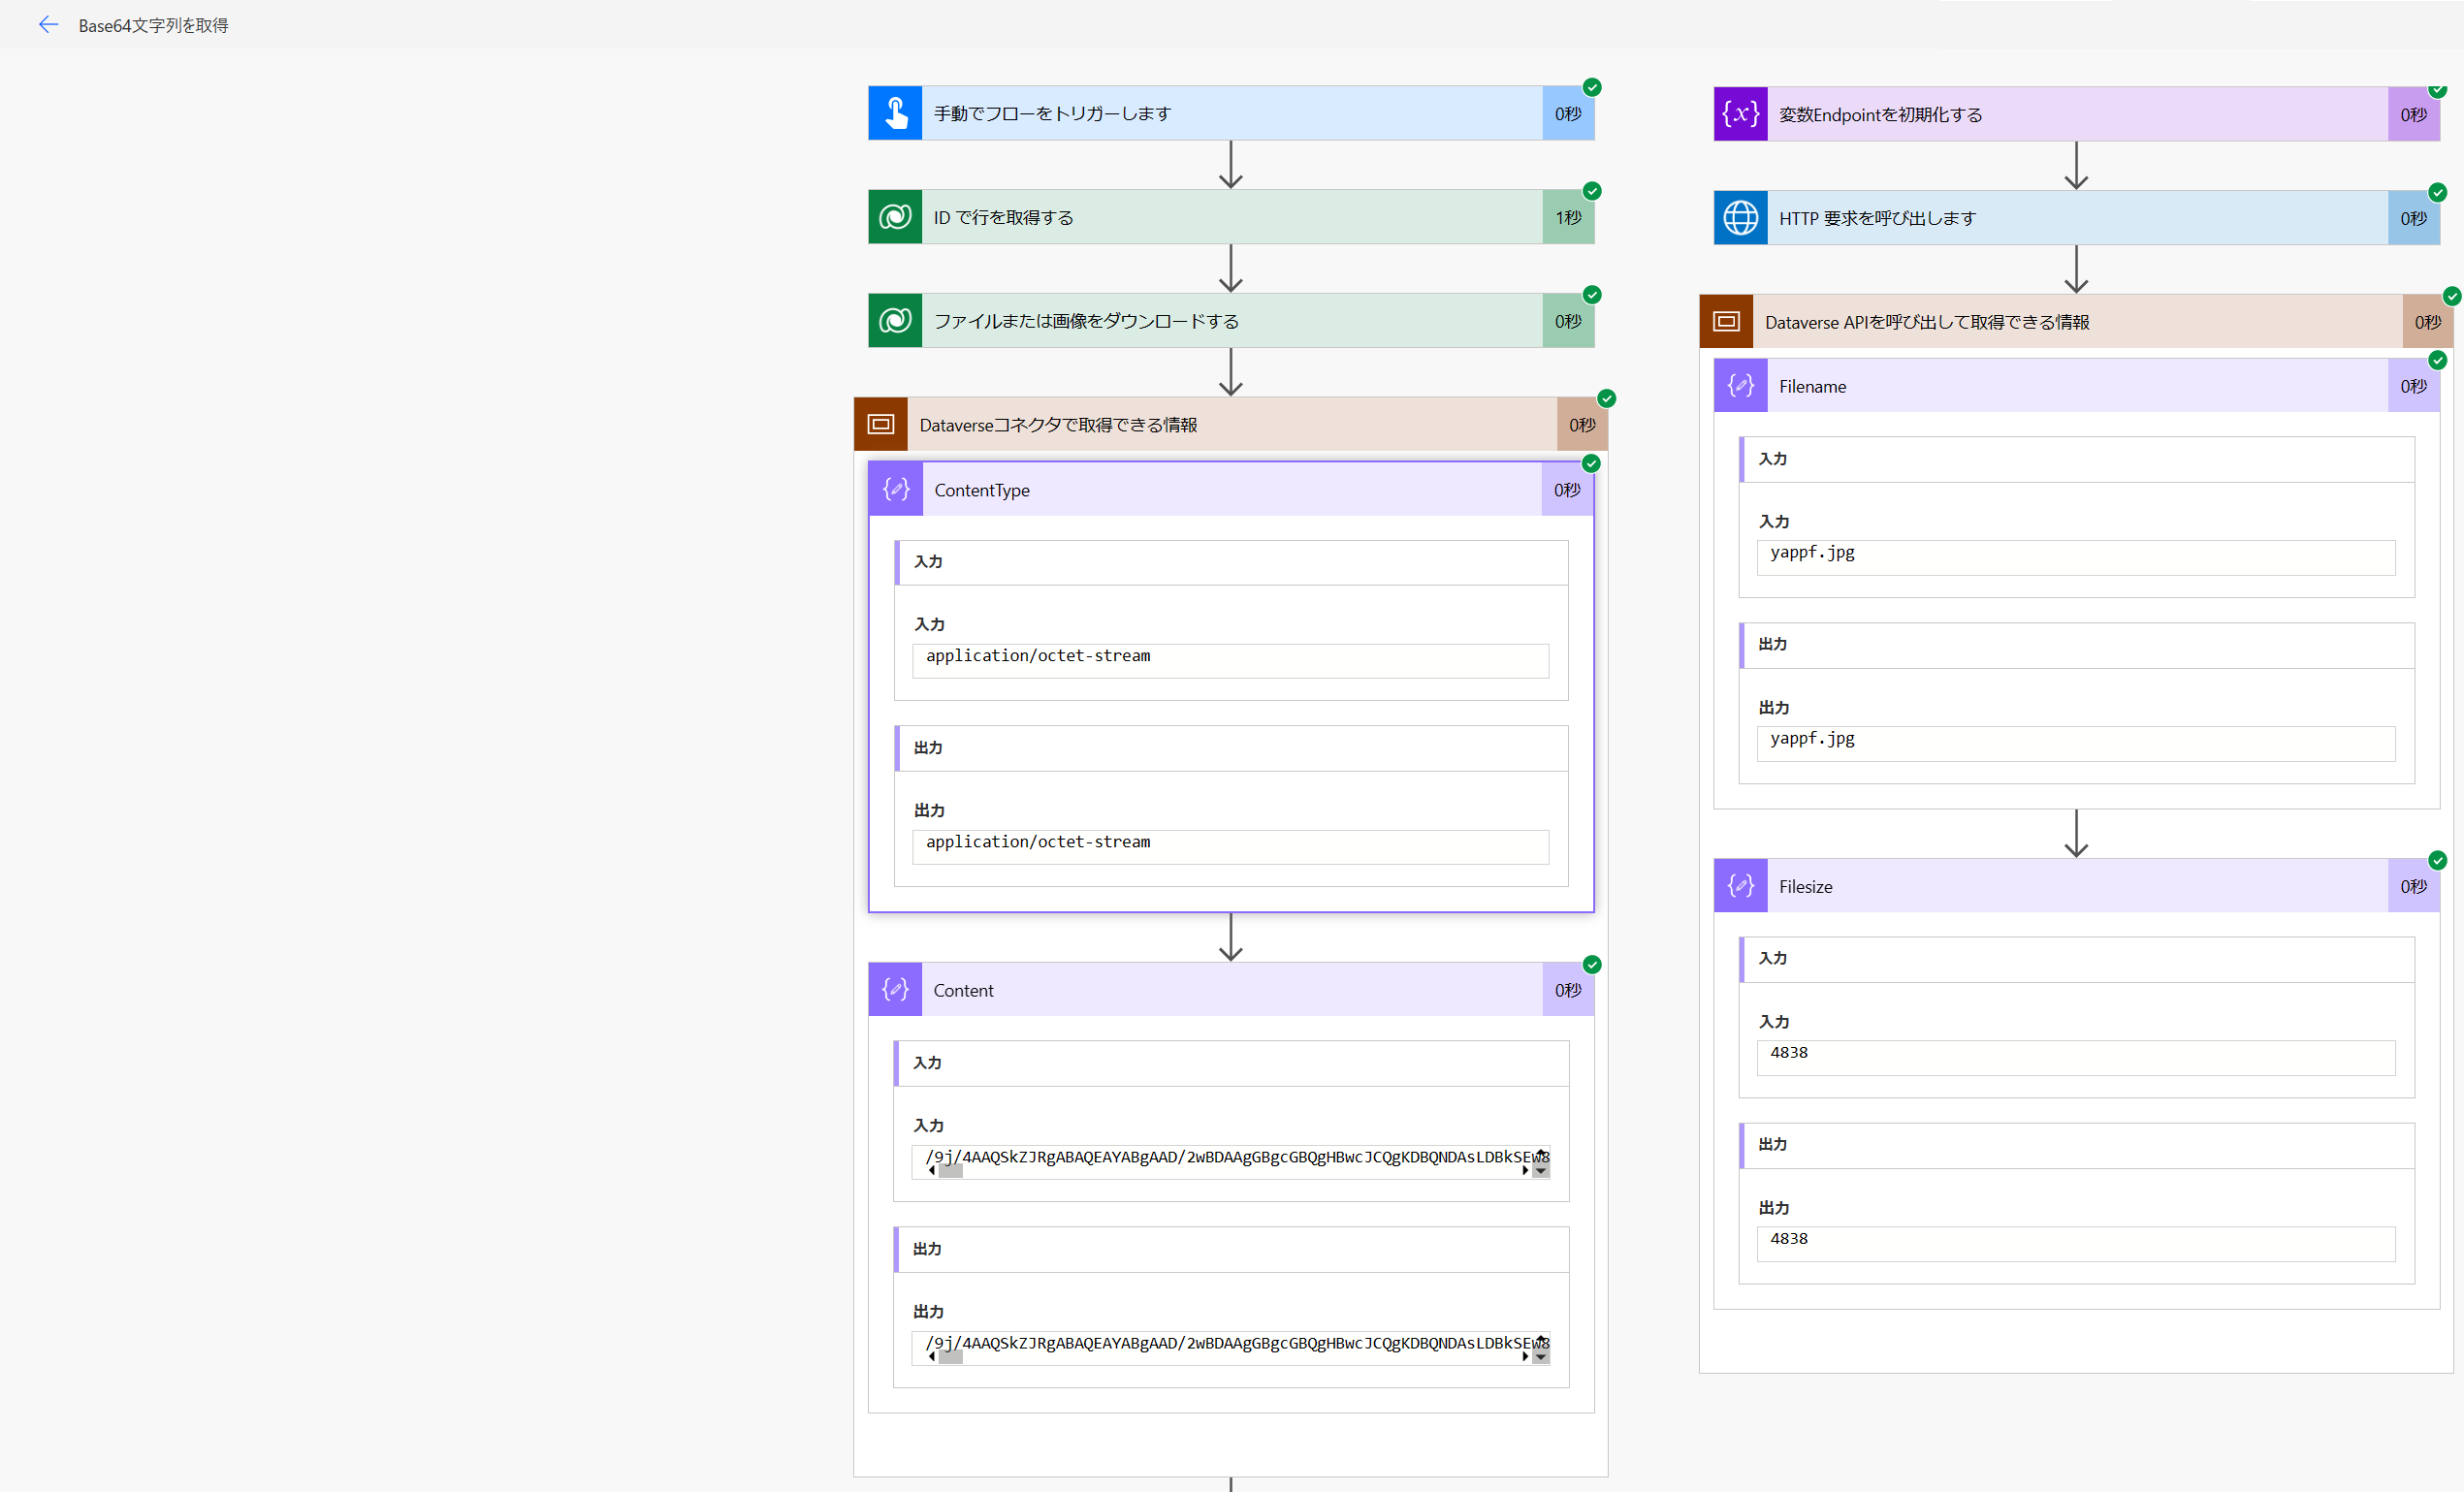 Base64文字列を取得
手動でフローをトリガーします
0秒
ID で行を取得する
1秒
ファイルまたは画像をダウンロードする
0秒
Dataverseコネクタで取得できる情報
0秒
ContentType
0秒
入力
入力
application/octet-stream
出力
出力
application/octet-stream
Content
0秒
入力
入力
/9j/4AAQSkZJRgABAQEAYABgAAD/2wBDAAgGBgcGBQgHBwcJCQgKDBQNDAsLDBkSEw8
出力
出力
/9j/4AAQSkZJRgABAQEAYABgAAD/2wBDAAgGBgcGBQgHBwcJCQgKDBQNDAsLDBkSEw8
変数Endpointを初期化する
0秒
HTTP 要求を呼び出します
0秒
Dataverse APIを呼び出して取得できる情報
0秒
Filename
0秒
入力
入力
yappf.jpg
出力
出力
yappf.jpg
Filesize
0秒
入力
入力
4838
出力
出力
4838